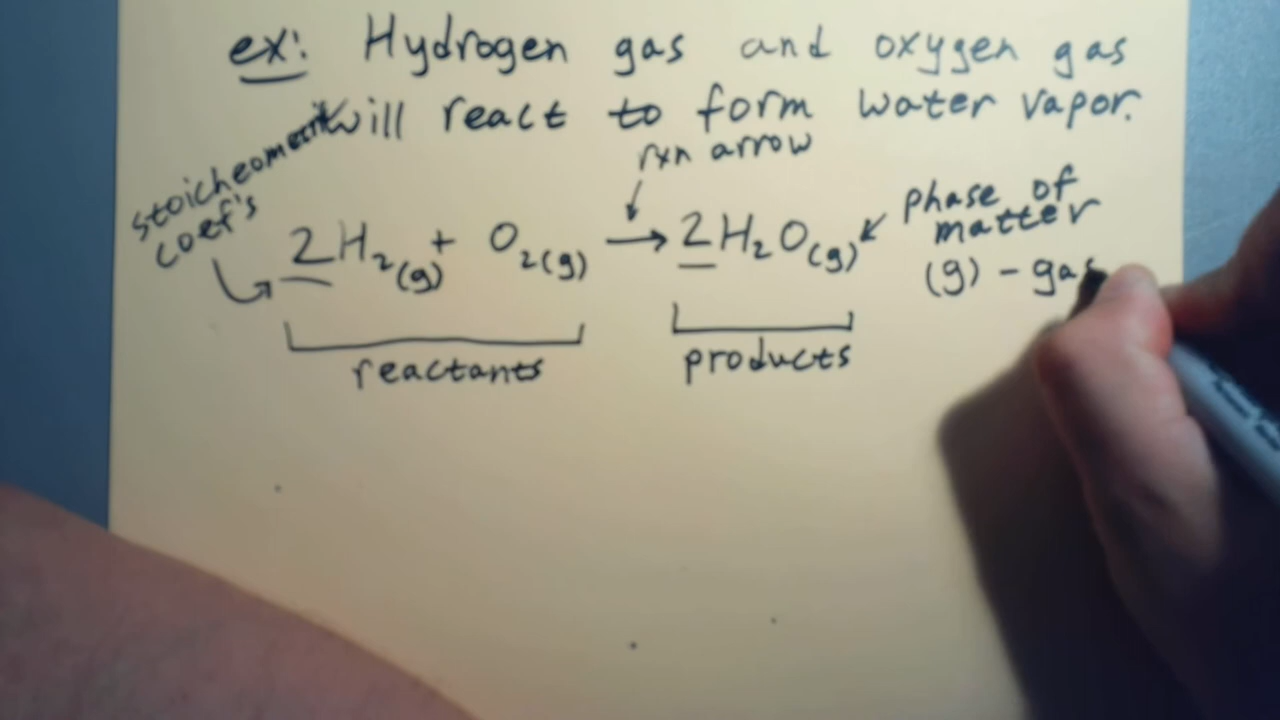 ex: Hydrogen gas and oxygen gas
will react to form water vapor.
stoicheometric
coef's
rxn arrow
2H₂(g) + O₂(g) → 2H₂O(g)
phase of
matter
(g) - gas
reactants
products